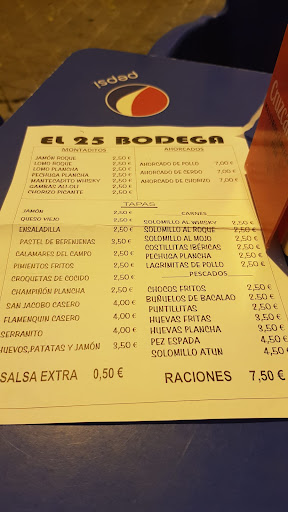 pepsi
EL 25 BODEGA
MONTADITOS
JAMÓN ROQUE 2,50 €
LOMO ROQUE 2,50 €
LOMO PLANCHA 2,50 €
PECHUGA PLANCHA 2,50 €
MANTECADITO WHISKY 2,50 €
GAMBAS ALI-OLI 2,50 €
CHORIZO PICANTE 2,50 €
AHORCADOS
AHORCADO DE POLLO 7,00 €
AHORCADO DE CERDO 7,00 €
AHORCADO DE CHORIZO 7,00 €
TAPAS
JAMÓN 2,50 €
QUESO VIEJO 2,50 €
ENSALADILLA 2,50 €
PASTEL DE BERENJENAS 3,50 €
CALAMARES DEL CAMPO 2,50 €
PIMIENTOS FRITOS 2,50 €
CROQUETAS DE COCIDO 2,50 €
CHAMPIÑÓN PLANCHA 2,50 €
SAN JACOBO CASERO 4,00 €
FLAMENQUIN CASERO 4,00 €
SERRANITO 4,00 €
HUEVOS,PATATAS Y JAMÓN 3,50 €
CARNES
SOLOMILLO AL WHISKY 2,50 €
SOLOMILLO AL ROQUE 2,50 €
SOLOMILLO AL MOJO 2,50 €
COSTILLITAS IBÉRICAS 2,50 €
PECHUGA PLANCHA 2,50 €
LAGRIMITAS DE POLLO 2,50 €
PESCADOS
CHOCOS FRITOS 2,50 €
BUÑUELOS DE BACALAO 2,50 €
PUNTILLITAS 2,50 €
HUEVAS FRITAS 3,50 €
HUEVAS PLANCHA 3,50 €
PEZ ESPADA 4,50 €
SOLOMILLO ATUN 4,50 €
SALSA EXTRA 0,50 €
RACIONES 7,50 €